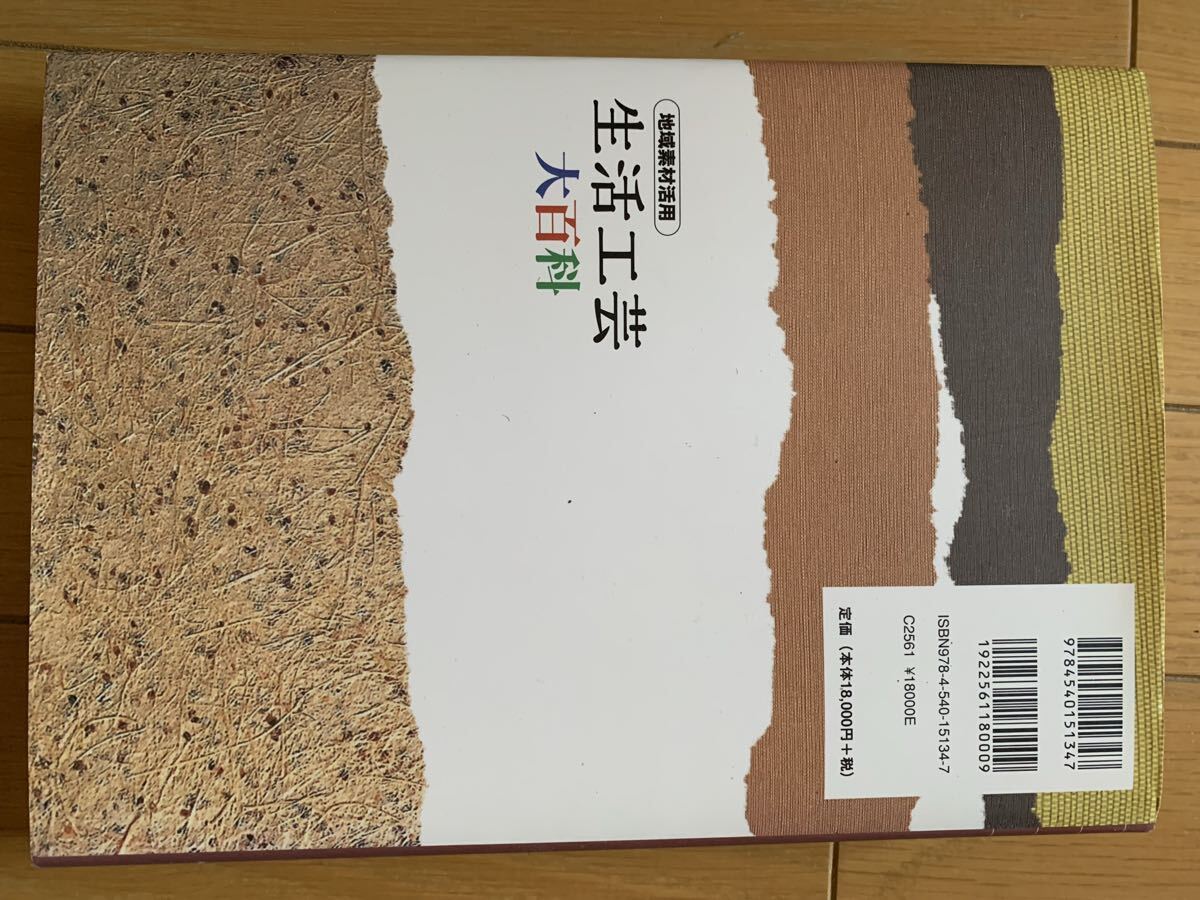 地域素材活用
生活工芸
大百科
9784540151347
1922561180009
ISBN978-4-540-15134-7
C2561 ¥18000E
定価（本体18,000円＋税）